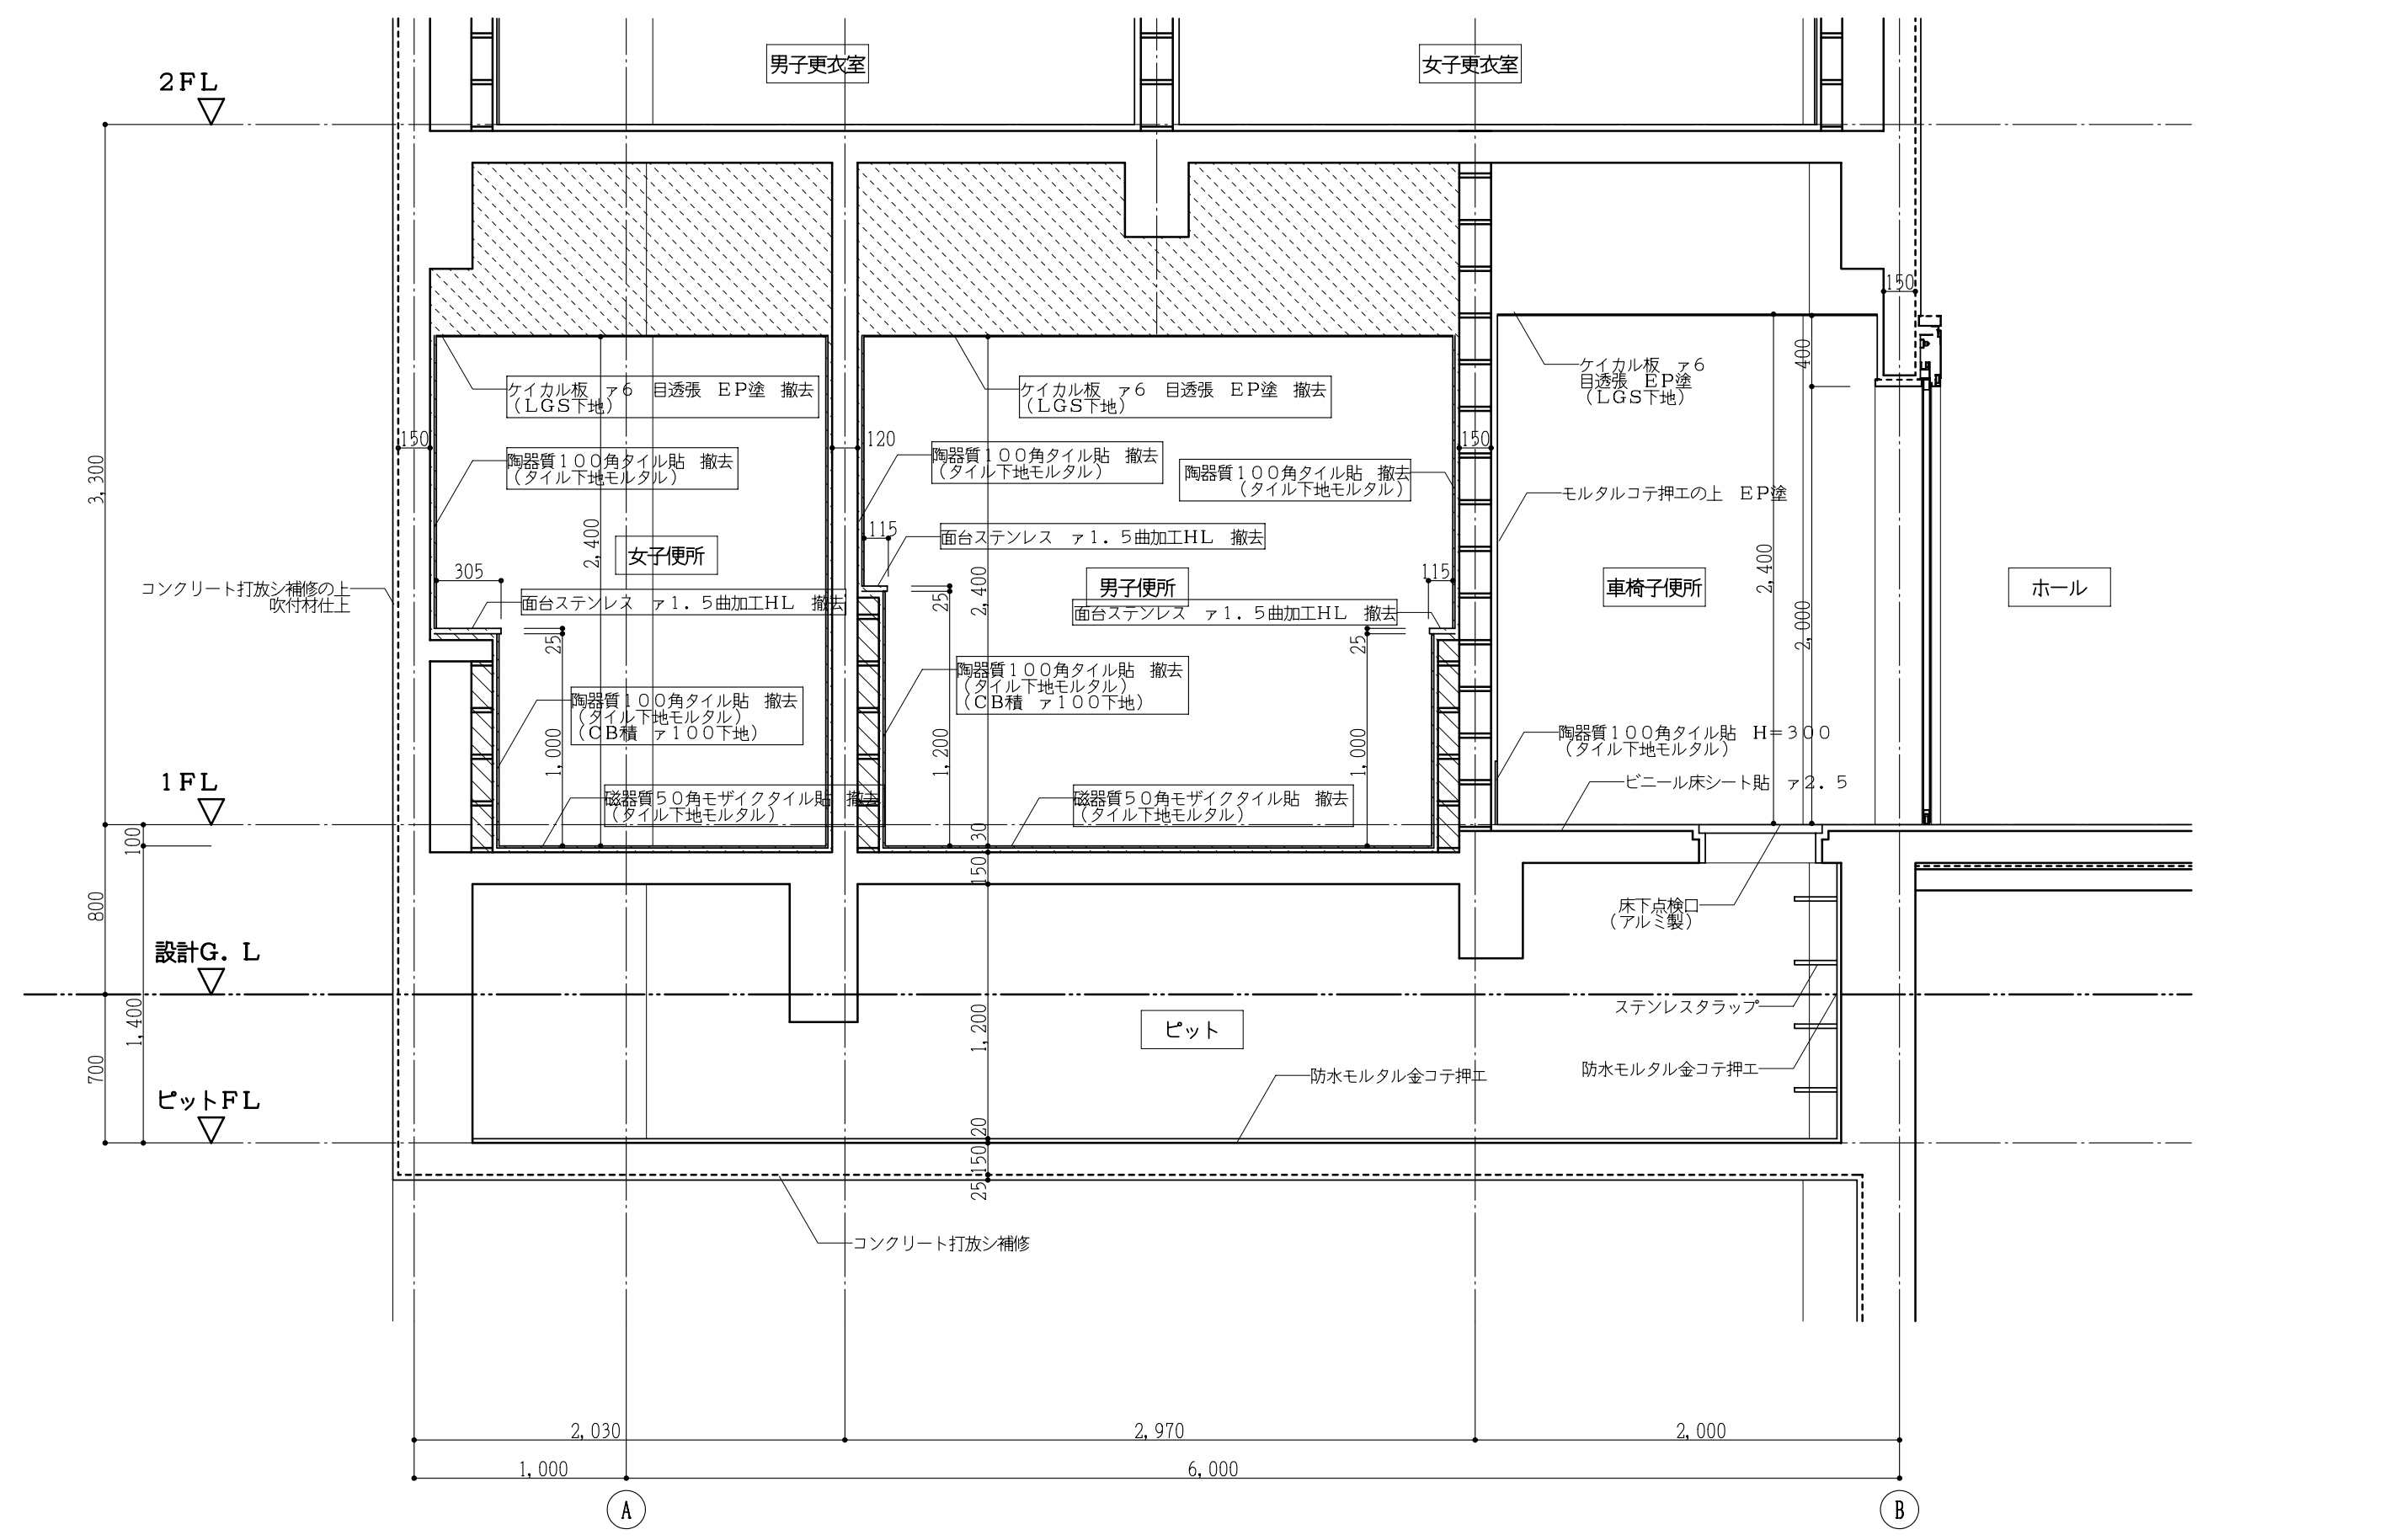 男子更衣室
女子更衣室
2FL
150
ケイカル板　ァ6　目透張　EP塗　撤去
（LGS下地）
ケイカル板　ァ6　目透張　EP塗　撤去
（LGS下地）
ケイカル板　ァ6
目透張　EP塗
（LGS下地）
400
150
120
150
3,300
陶器質100角タイル貼　撤去
（タイル下地モルタル）
陶器質100角タイル貼　撤去
（タイル下地モルタル）
陶器質100角タイル貼　撤去
（タイル下地モルタル）
モルタルコテ押エの上　EP塗
115
面台ステンレス　ァ1.5曲加工HL　撤去
2,400
女子便所
305
2,400
男子便所
115
車椅子便所
2,400
2,000
ホール
コンクリート打放シ補修の上
吹付材仕上
面台ステンレス　ァ1.5曲加工HL　撤去
25
面台ステンレス　ァ1.5曲加工HL　撤去
25
25
陶器質100角タイル貼　撤去
（タイル下地モルタル）
（CB積　ァ100下地）
陶器質100角タイル貼　撤去
（タイル下地モルタル）
（CB積　ァ100下地）
1,000
1,200
1,000
陶器質100角タイル貼　H=300
（タイル下地モルタル）
ビニール床シート貼　ァ2.5
1FL
磁器質50角モザイクタイル貼　撤去
（タイル下地モルタル）
磁器質50角モザイクタイル貼　撤去
（タイル下地モルタル）
100
30
150
800
床下点検口
（アルミ製）
設計G.L
1,400
1,200
ピット
ステンレスタラップ
700
防水モルタル金コテ押エ
防水モルタル金コテ押エ
ピットFL
20
150
25
コンクリート打放シ補修
2,030
2,970
2,000
1,000
6,000
A
B